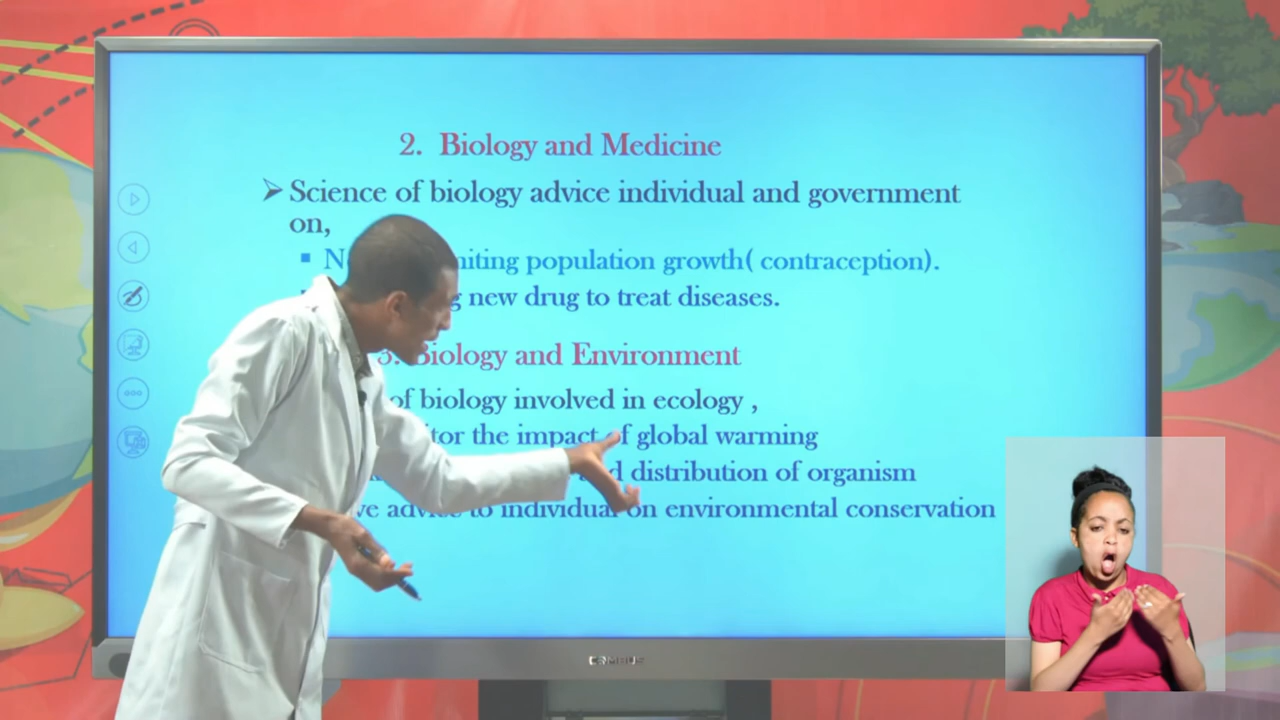 2. Biology and Medicine
➢ Science of biology advice individual and government
on,
▪ population growth( contraception).
new drug to treat diseases.
Biology and Environment
of biology involved in ecology ,
the impact of global warming
distribution of organism
advice to individual on environmental conservation